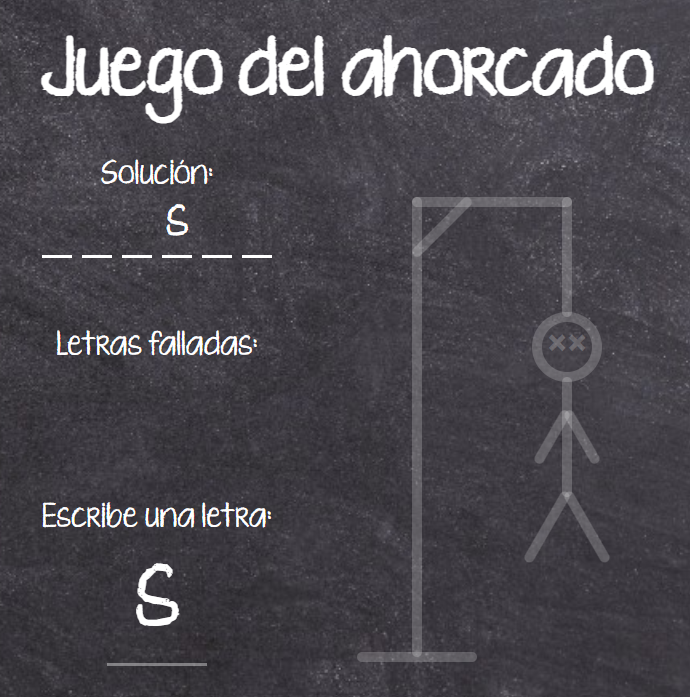 Juego del ahorcado
Solución:
S
_ _ _ _ _ _
Letras falladas:
Escribe una letra:
S